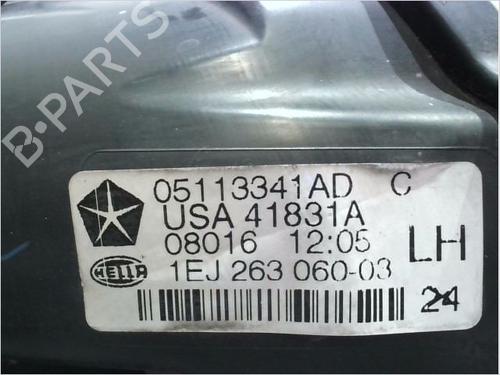 B-PARTS
05113341AD C
USA 41831A
08016 12:05 LH
HELLA 1EJ 263 060-03
24